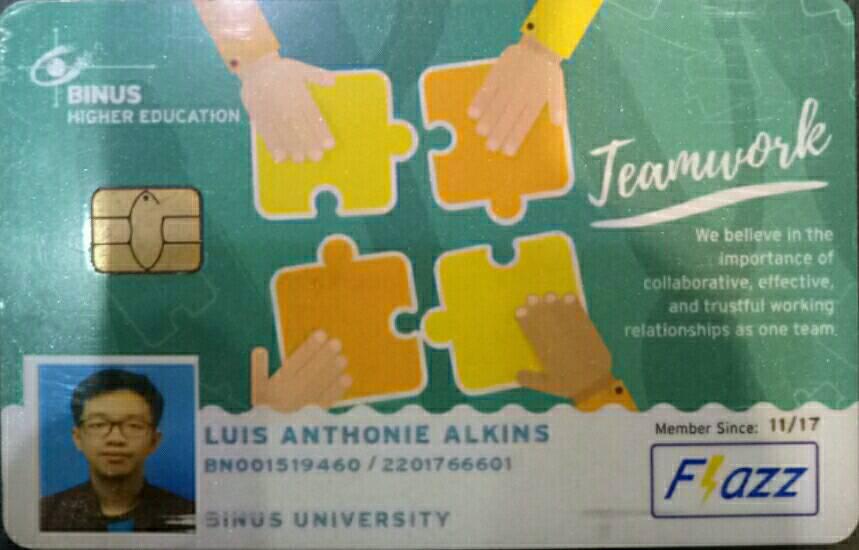 BINUS
HIGHER EDUCATION
Teamwork
We believe in the
importance of
collaborative, effective,
and trustful working
relationships as one team.
LUIS ANTHONIE ALKINS
BN001519460 / 2201766601
BINUS UNIVERSITY
Member Since: 11/17
Flazz